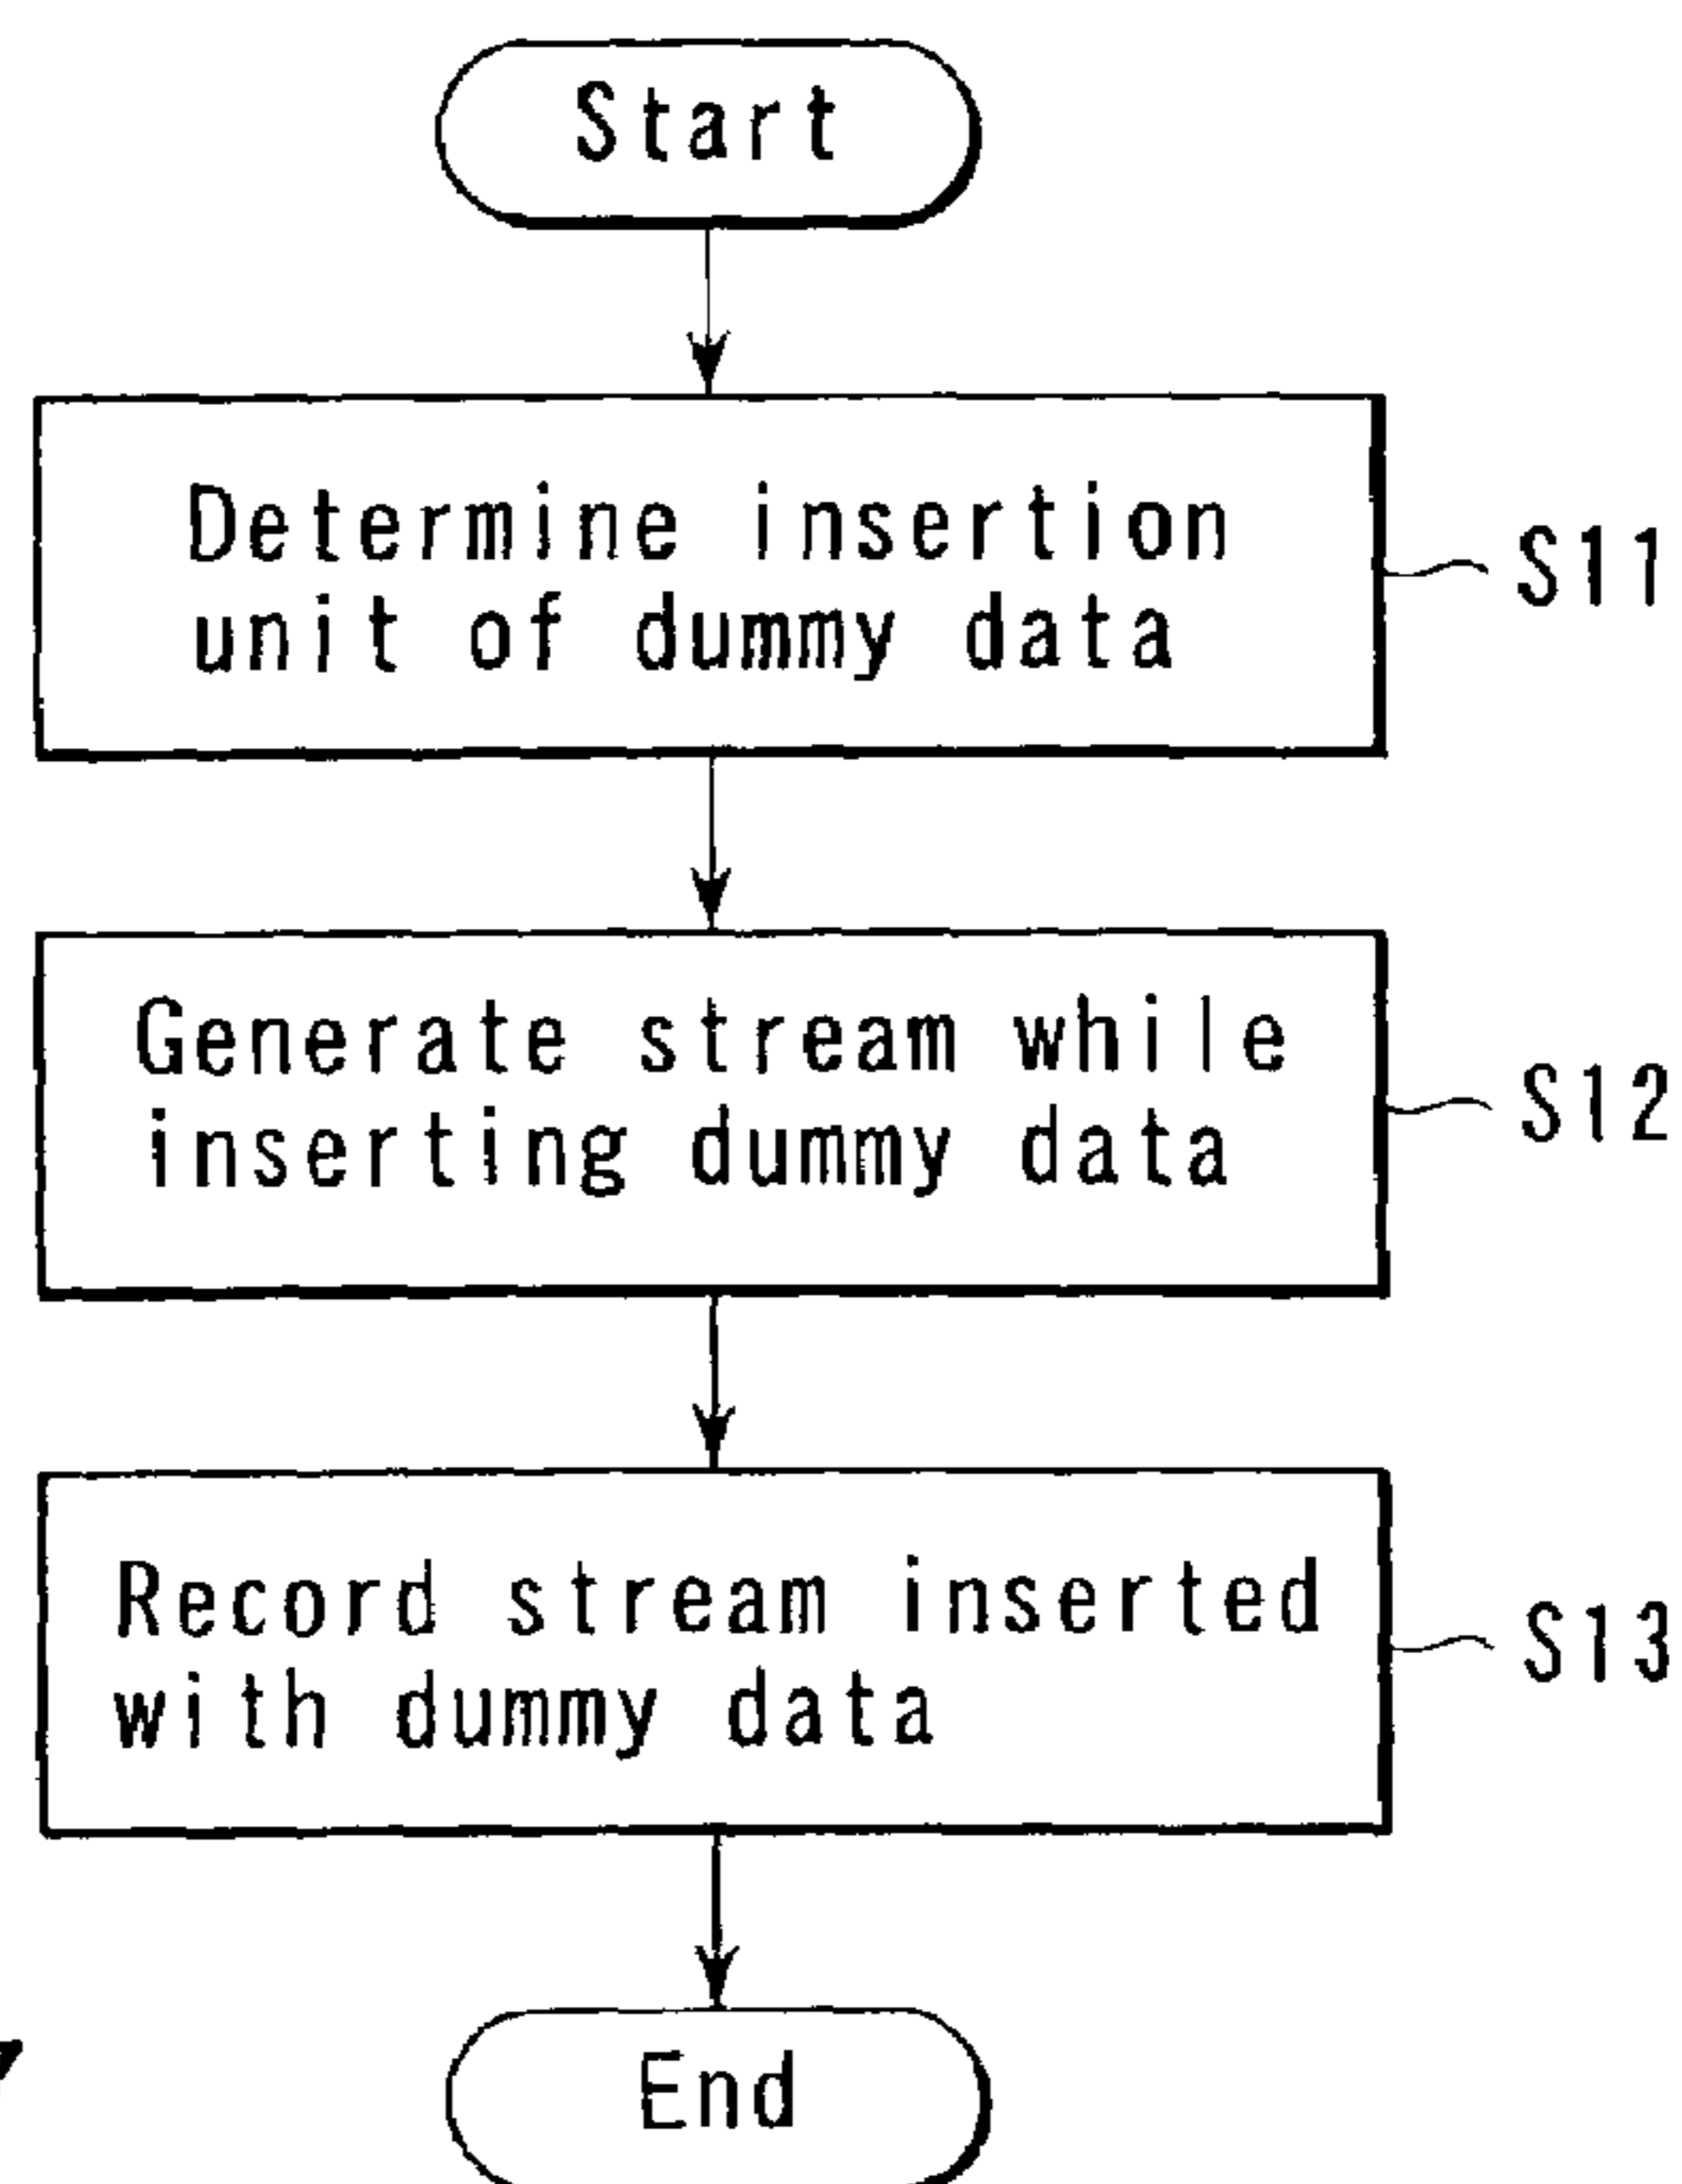 Start
Determine insertion
unit of dummy data
S11
Generate stream while
inserting dummy data
S12
Record stream inserted
with dummy data
S13
End